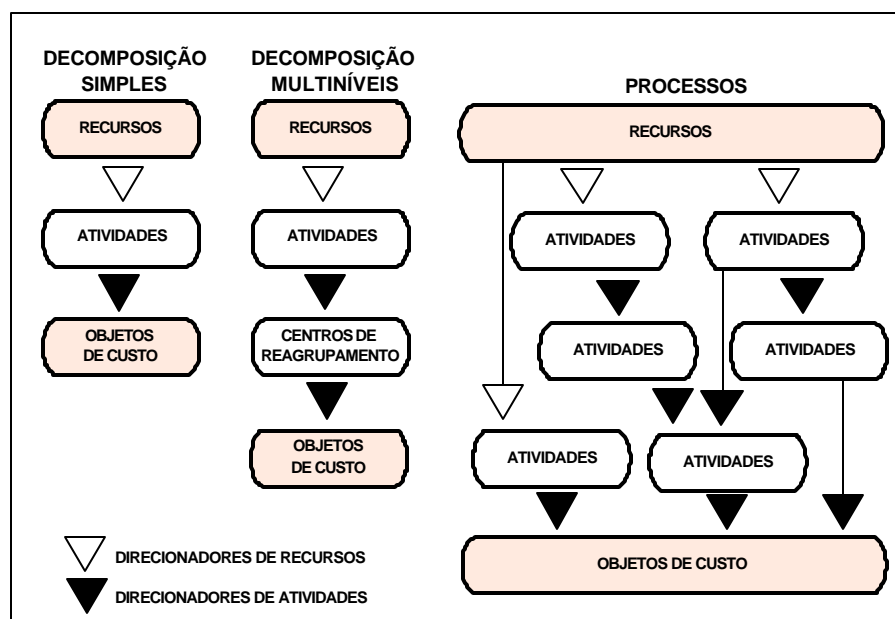 DECOMPOSIÇÃO
SIMPLES
RECURSOS
ATIVIDADES
OBJETOS
DE CUSTO
DECOMPOSIÇÃO
MULTINÍVEIS
RECURSOS
ATIVIDADES
CENTROS DE
REAGRUPAMENTO
OBJETOS
DE CUSTO
PROCESSOS
RECURSOS
ATIVIDADES
ATIVIDADES
ATIVIDADES
ATIVIDADES
ATIVIDADES
ATIVIDADES
OBJETOS DE CUSTO
DIRECIONADORES DE RECURSOS
DIRECIONADORES DE ATIVIDADES